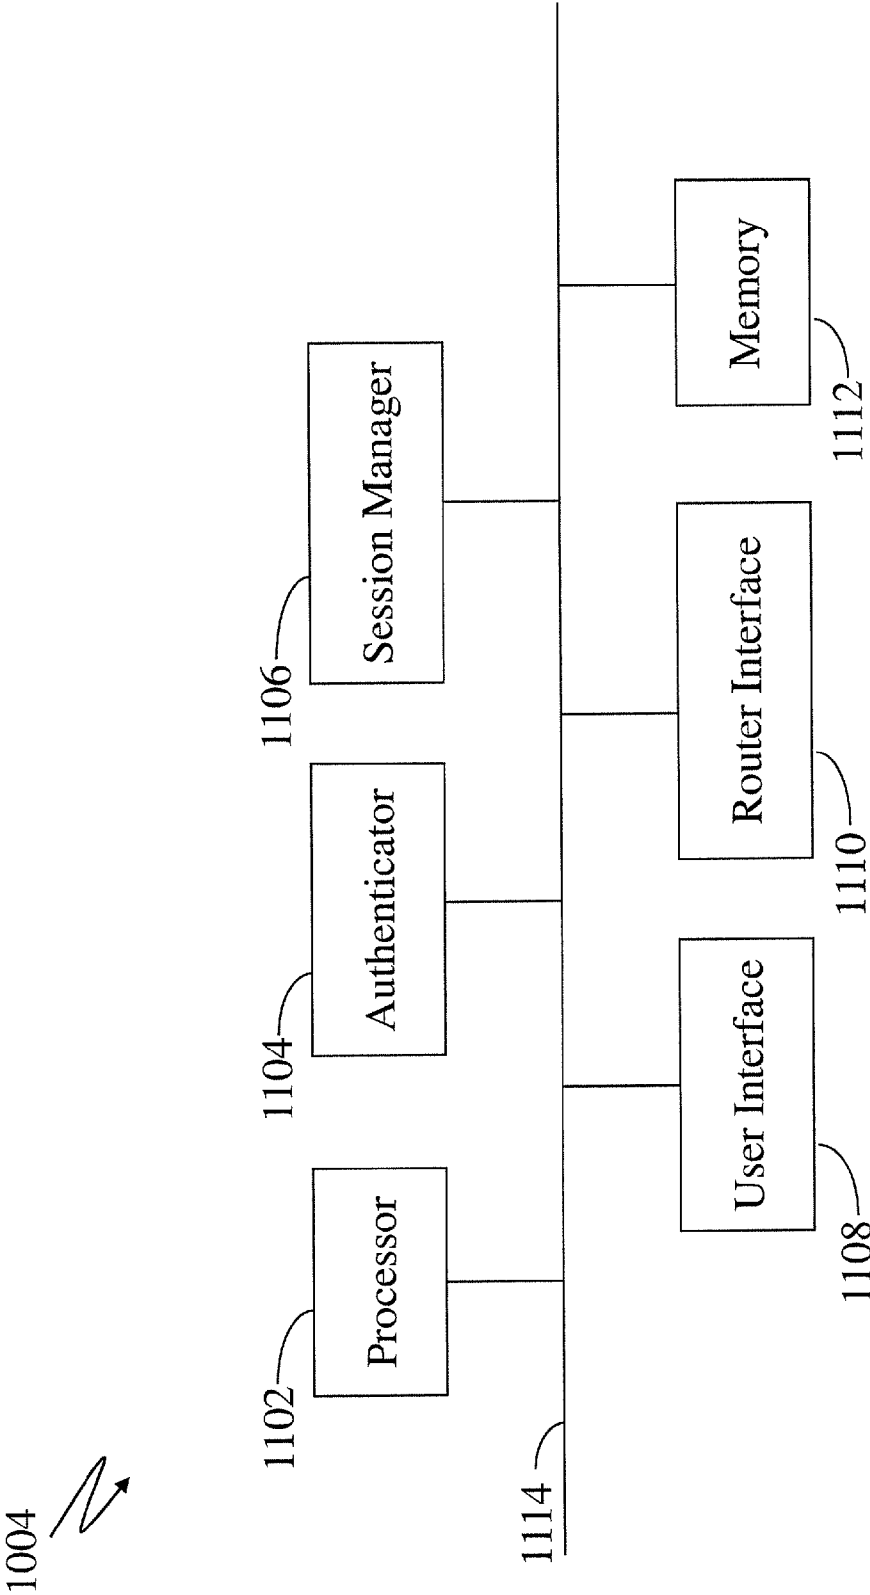 1004
1102
Processor
1104
Authenticator
1106
Session Manager
1114
1108
User Interface
1110
Router Interface
1112
Memory